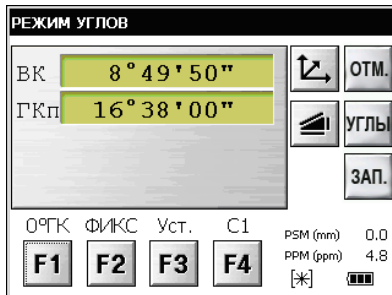 РЕЖИМ УГЛОВ
ВК 8°49'50"
ГКп 16°38'00"
ОТМ.
УГЛЫ
ЗАП.
0°ГК ФИКС Уст. С1
F1 F2 F3 F4
PSM (mm) 0.0
PPM (ppm) 4.8
[*]